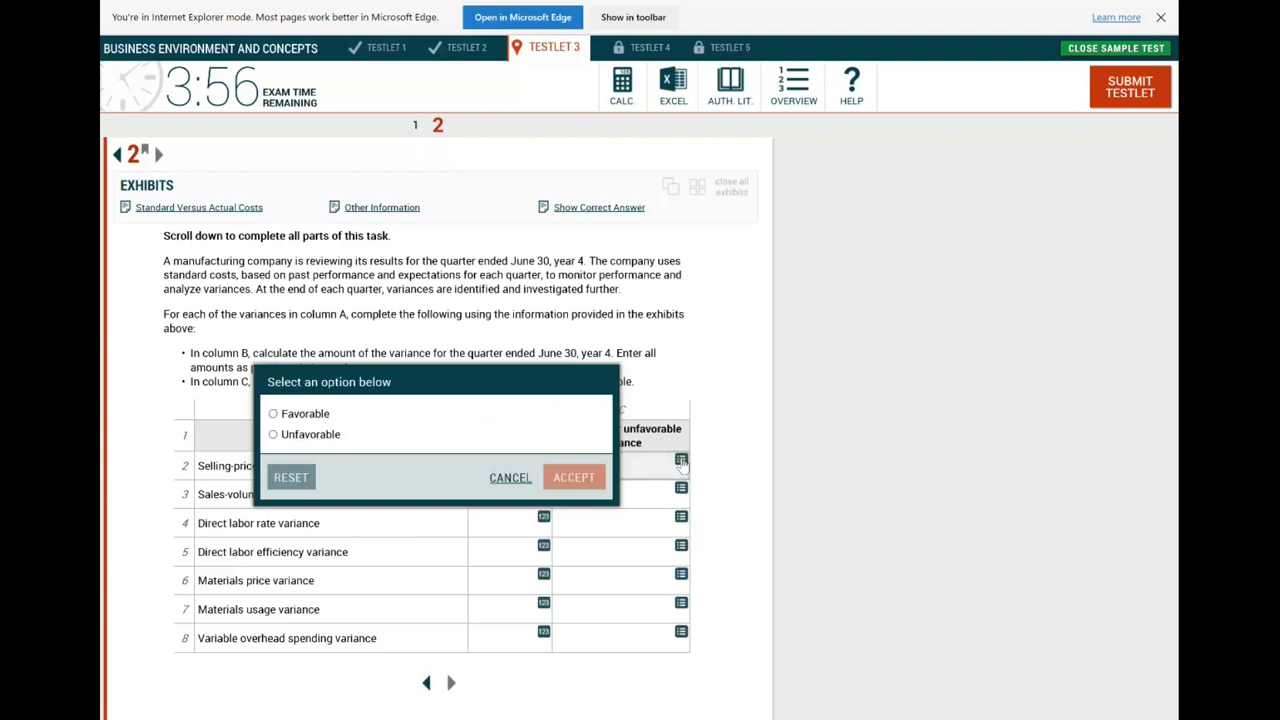 You're in Internet Explorer mode. Most pages work better in Microsoft Edge.
Open in Microsoft Edge
Show in toolbar
Learn more
BUSINESS ENVIRONMENT AND CONCEPTS
TESTLET 1
TESTLET 2
TESTLET 3
TESTLET 4
TESTLET 5
CLOSE SAMPLE TEST
3:56
EXAM TIME
REMAINING
CALC.
EXCEL
AUTH. LIT.
OVERVIEW
HELP
SUBMIT
TESTLET
1 2
2
EXHIBITS
close all
exhibits
Standard Versus Actual Costs
Other Information
Show Correct Answer
Scroll down to complete all parts of this task.
A manufacturing company is reviewing its results for the quarter ended June 30, year 4. The company uses
standard costs, based on past performance and expectations for each quarter, to monitor performance and
analyze variances. At the end of each quarter, variances are identified and investigated further.
For each of the variances in column A, complete the following using the information provided in the exhibits
above:
• In column B, calculate the amount of the variance for the quarter ended June 30, year 4. Enter all
amounts as
• In column C,
Select an option below
Favorable
Unfavorable
RESET
CANCEL
ACCEPT
C
1
unfavorable
2 Selling-pric
3 Sales-volu
4 Direct labor rate variance
123
5 Direct labor efficiency variance
123
6 Materials price variance
123
7 Materials usage variance
123
8 Variable overhead spending variance
123